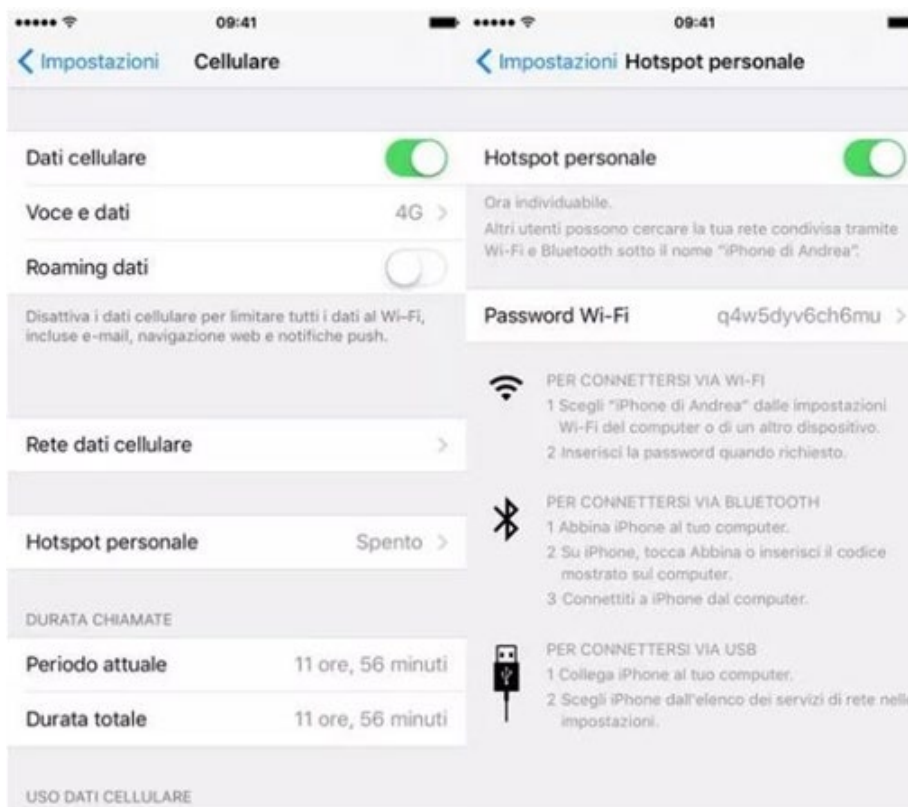 09:41
Impostazioni Cellulare
Dati cellulare
Voce e dati 4G
Roaming dati
Disattiva i dati cellulare per limitare tutti i dati al Wi-Fi,
incluse e-mail, navigazione web e notifiche push.
Rete dati cellulare
Hotspot personale Spento
DURATA CHIAMATE
Periodo attuale 11 ore, 56 minuti
Durata totale 11 ore, 56 minuti
USO DATI CELLULARE
09:41
Impostazioni Hotspot personale
Hotspot personale
Ora individuabile.
Altri utenti possono cercare la tua rete condivisa tramite
Wi-Fi e Bluetooth sotto il nome "iPhone di Andrea".
Password Wi-Fi q4w5dyv6ch6mu
PER CONNETTERSI VIA WI-FI
1 Scegli "iPhone di Andrea" dalle impostazioni
Wi-Fi del computer o di un altro dispositivo.
2 Inserisci la password quando richiesto.
PER CONNETTERSI VIA BLUETOOTH
1 Abbina iPhone al tuo computer.
2 Su iPhone, tocca Abbina o inserisci il codice
mostrato sul computer.
3 Connettiti a iPhone dal computer.
PER CONNETTERSI VIA USB
1 Collega iPhone al tuo computer.
2 Scegli iPhone dall'elenco dei servizi di rete nelle
impostazioni.